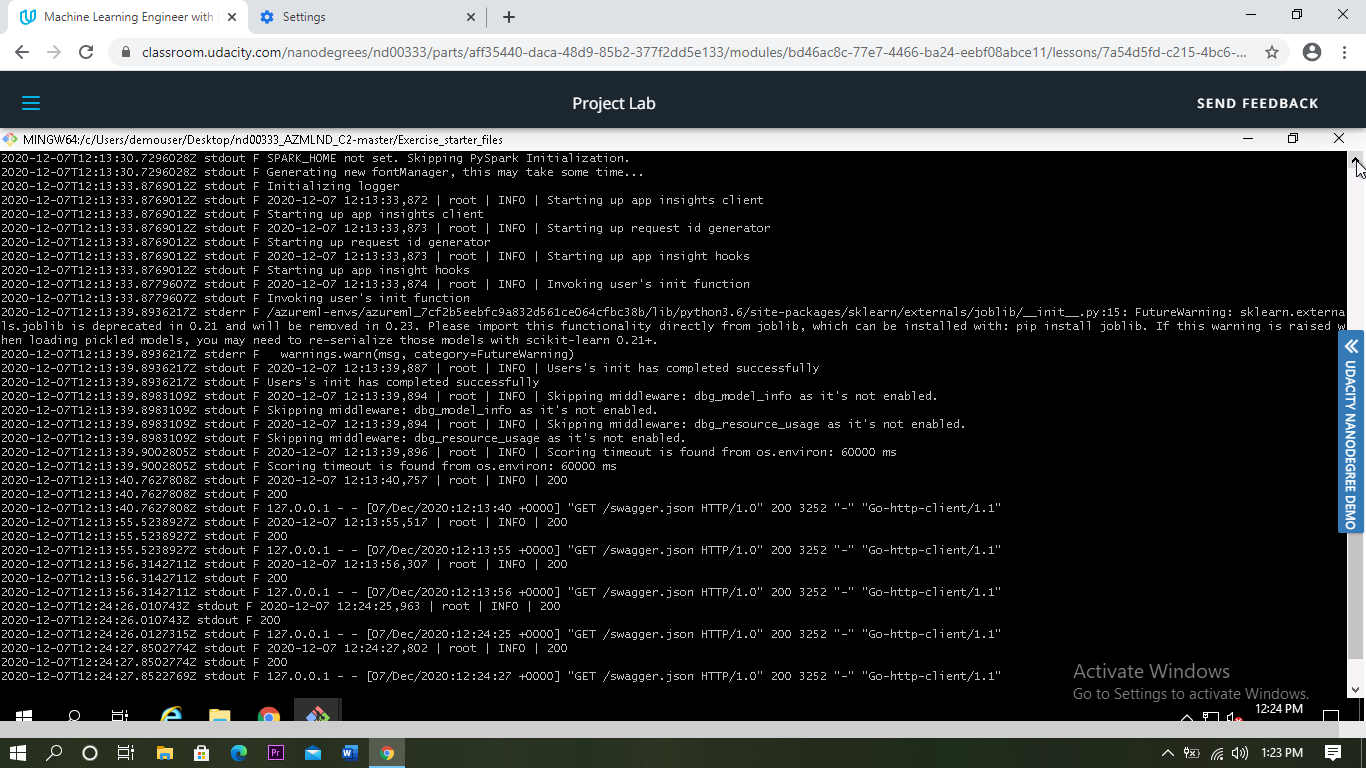 Machine Learning Engineer with
Settings
classroom.udacity.com/nanodegrees/nd00333/parts/aff35440-daca-48d9-85b2-377f2dd5e133/modules/bd46ac8c-77e7-4466-ba24-eebf08abce11/lessons/7a54d5fd-c215-4bc6-...
Project Lab
SEND FEEDBACK
MINGW64:/c/Users/demouser/Desktop/nd00333_AZMLND_C2-master/Exercise_starter_files
2020-12-07T12:13:30.7296028Z stdout F SPARK_HOME not set. Skipping PySpark Initialization.
2020-12-07T12:13:30.7296028Z stdout F Generating new fontManager, this may take some time...
2020-12-07T12:13:33.8769012Z stdout F Initializing logger
2020-12-07T12:13:33.8769012Z stdout F 2020-12-07 12:13:33,872 | root | INFO | Starting up app insights client
2020-12-07T12:13:33.8769012Z stdout F Starting up app insights client
2020-12-07T12:13:33.8769012Z stdout F 2020-12-07 12:13:33,873 | root | INFO | Starting up request id generator
2020-12-07T12:13:33.8769012Z stdout F Starting up request id generator
2020-12-07T12:13:33.8769012Z stdout F 2020-12-07 12:13:33,873 | root | INFO | Starting up app insight hooks
2020-12-07T12:13:33.8769012Z stdout F Starting up app insight hooks
2020-12-07T12:13:33.8779607Z stdout F 2020-12-07 12:13:33,874 | root | INFO | Invoking user's init function
2020-12-07T12:13:33.8779607Z stdout F Invoking user's init function
2020-12-07T12:13:39.8936217Z stderr F /azureml-envs/azureml_7cf2b5eebfc9a832d561ce064cfbc38b/lib/python3.6/site-packages/sklearn/externals/joblib/__init__.py:15: FutureWarning: sklearn.externa
ls.joblib is deprecated in 0.21 and will be removed in 0.23. Please import this functionality directly from joblib, which can be installed with: pip install joblib. If this warning is raised w
hen loading pickled models, you may need to re-serialize those models with scikit-learn 0.21+.
2020-12-07T12:13:39.8936217Z stderr F   warnings.warn(msg, category=FutureWarning)
2020-12-07T12:13:39.8936217Z stdout F 2020-12-07 12:13:39,887 | root | INFO | Users's init has completed successfully
2020-12-07T12:13:39.8936217Z stdout F Users's init has completed successfully
2020-12-07T12:13:39.8983109Z stdout F 2020-12-07 12:13:39,894 | root | INFO | Skipping middleware: dbg_model_info as it's not enabled.
2020-12-07T12:13:39.8983109Z stdout F Skipping middleware: dbg_model_info as it's not enabled.
2020-12-07T12:13:39.8983109Z stdout F 2020-12-07 12:13:39,894 | root | INFO | Skipping middleware: dbg_resource_usage as it's not enabled.
2020-12-07T12:13:39.8983109Z stdout F Skipping middleware: dbg_resource_usage as it's not enabled.
2020-12-07T12:13:39.9002805Z stdout F 2020-12-07 12:13:39,896 | root | INFO | Scoring timeout is found from os.environ: 60000 ms
2020-12-07T12:13:39.9002805Z stdout F Scoring timeout is found from os.environ: 60000 ms
2020-12-07T12:13:40.7627808Z stdout F 2020-12-07 12:13:40,757 | root | INFO | 200
2020-12-07T12:13:40.7627808Z stdout F 200
2020-12-07T12:13:40.7627808Z stdout F 127.0.0.1 - - [07/Dec/2020:12:13:40 +0000] "GET /swagger.json HTTP/1.0" 200 3252 "-" "Go-http-client/1.1"
2020-12-07T12:13:55.5238927Z stdout F 2020-12-07 12:13:55,517 | root | INFO | 200
2020-12-07T12:13:55.5238927Z stdout F 200
2020-12-07T12:13:55.5238927Z stdout F 127.0.0.1 - - [07/Dec/2020:12:13:55 +0000] "GET /swagger.json HTTP/1.0" 200 3252 "-" "Go-http-client/1.1"
2020-12-07T12:13:56.3142711Z stdout F 2020-12-07 12:13:56,307 | root | INFO | 200
2020-12-07T12:13:56.3142711Z stdout F 200
2020-12-07T12:13:56.3142711Z stdout F 127.0.0.1 - - [07/Dec/2020:12:13:56 +0000] "GET /swagger.json HTTP/1.0" 200 3252 "-" "Go-http-client/1.1"
2020-12-07T12:24:26.010743Z stdout F 2020-12-07 12:24:25,963 | root | INFO | 200
2020-12-07T12:24:26.010743Z stdout F 200
2020-12-07T12:24:26.0127315Z stdout F 127.0.0.1 - - [07/Dec/2020:12:24:25 +0000] "GET /swagger.json HTTP/1.0" 200 3252 "-" "Go-http-client/1.1"
2020-12-07T12:24:27.8502774Z stdout F 2020-12-07 12:24:27,802 | root | INFO | 200
2020-12-07T12:24:27.8502774Z stdout F 200
2020-12-07T12:24:27.8522769Z stdout F 127.0.0.1 - - [07/Dec/2020:12:24:27 +0000] "GET /swagger.json HTTP/1.0" 200 3252 "-" "Go-http-client/1.1"
UDACITY NANODEGREE DEMO
Activate Windows
Go to Settings to activate Windows.
12:24 PM
Pr
1:23 PM